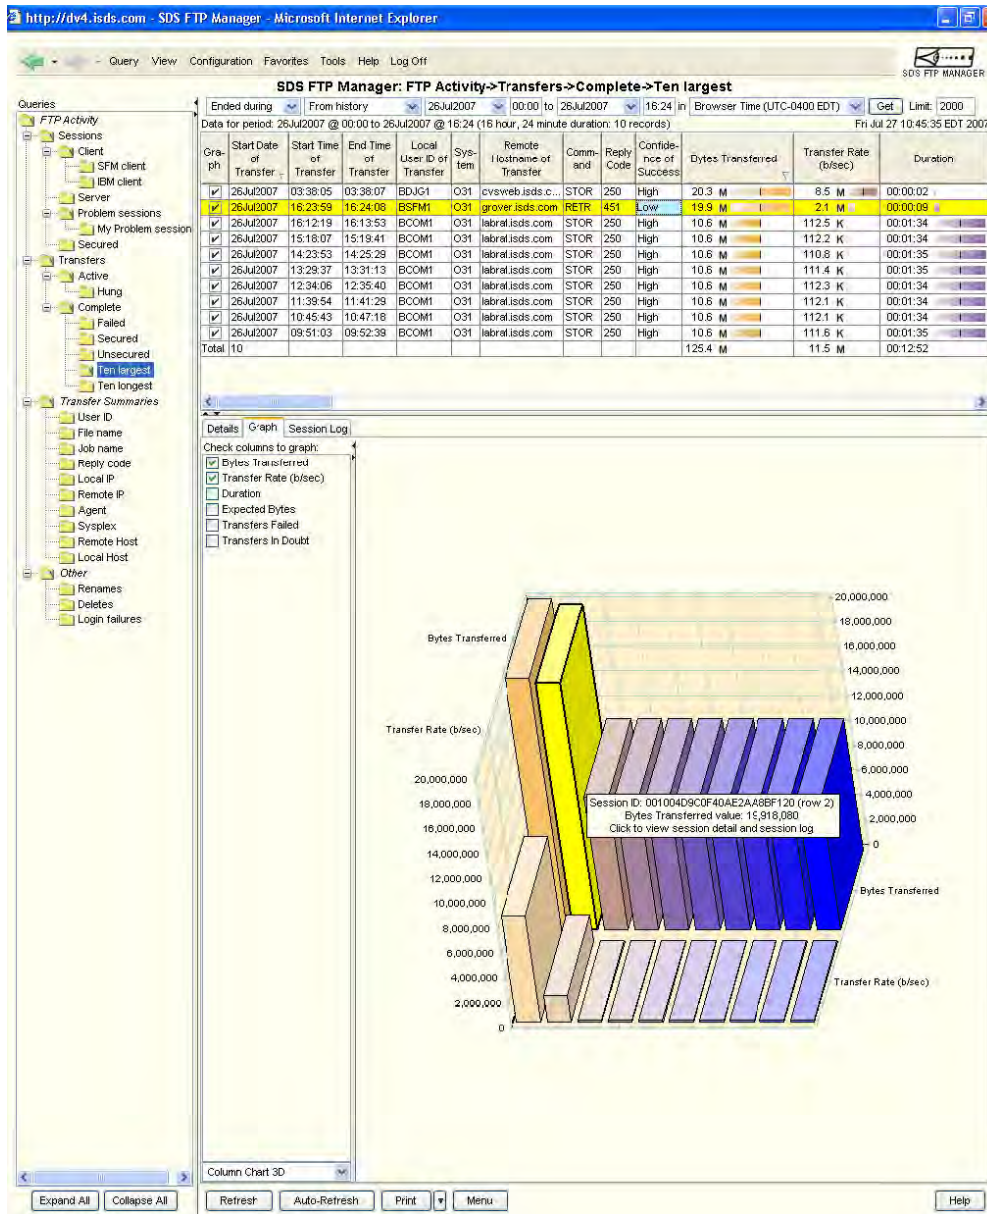 http://dv4.isds.com - SDS FTP Manager - Microsoft Internet Explorer
Query View Configuration Favorites Tools Help Log Off
SDS FTP MANAGER
SDS FTP Manager: FTP Activity->Transfers->Complete->Ten largest
Queries
FTP Activity
Sessions
Client
SFM client
IBM client
Server
Problem sessions
My Problem session
Secured
Transfers
Active
Hung
Complete
Failed
Secured
Unsecured
Ten largest
Ten longest
Transfer Summaries
User ID
File name
Job name
Reply code
Local IP
Remote IP
Agent
Sysplex
Remote Host
Local Host
Other
Renames
Deletes
Login failures
Expand All Collapse All
Ended during From history 26Jul2007 00:00 to 26Jul2007 16:24 in Browser Time (UTC-0400 EDT) Get Limit: 2000
Data for period: 26Jul2007 @ 00:00 to 26Jul2007 @ 16:24 (16 hour, 24 minute duration: 10 records) Fri Jul 27 10:45:35 EDT 2007
Gra-ph Start Date of Transfer Start Time of Transfer End Time of Transfer Local User ID of Transfer Sys-tem Remote Hostname of Transfer Comm-and Reply Code Confide-nce of Success Bytes Transferred Transfer Rate (b/sec) Duration
26Jul2007 03:38:05 03:38:07 BDJG1 O31 cvsweb.isds.c... STOR 250 High 20.3 M 8.5 M 00:00:02
26Jul2007 16:23:59 16:24:08 BSFM1 O31 grover.isds.com RETR 451 Low 19.9 M 2.1 M 00:00:09
26Jul2007 16:12:19 16:13:53 BCOM1 O31 labral.isds.com STOR 250 High 10.6 M 112.5 K 00:01:34
26Jul2007 15:18:07 15:19:41 BCOM1 O31 labral.isds.com STOR 250 High 10.6 M 112.2 K 00:01:34
26Jul2007 14:23:53 14:25:29 BCOM1 O31 labral.isds.com STOR 250 High 10.6 M 110.8 K 00:01:35
26Jul2007 13:29:37 13:31:13 BCOM1 O31 labral.isds.com STOR 250 High 10.6 M 111.4 K 00:01:35
26Jul2007 12:34:06 12:35:40 BCOM1 O31 labral.isds.com STOR 250 High 10.6 M 112.3 K 00:01:34
26Jul2007 11:39:54 11:41:29 BCOM1 O31 labral.isds.com STOR 250 High 10.6 M 112.1 K 00:01:34
26Jul2007 10:45:43 10:47:18 BCOM1 O31 labral.isds.com STOR 250 High 10.6 M 112.1 K 00:01:34
26Jul2007 09:51:03 09:52:39 BCOM1 O31 labral.isds.com STOR 250 High 10.6 M 111.6 K 00:01:35
Total 10 125.4 M 11.5 M 00:12:52
Details Graph Session Log
Check columns to graph:
Bytes Transferred
Transfer Rate (b/sec)
Duration
Expected Bytes
Transfers Failed
Transfers In Doubt
Bytes Transferred
Transfer Rate (b/sec)
20,000,000
18,000,000
16,000,000
14,000,000
12,000,000
10,000,000
8,000,000
6,000,000
4,000,000
2,000,000
0
20,000,000
18,000,000
16,000,000
14,000,000
12,000,000
10,000,000
8,000,000
6,000,000
4,000,000
2,000,000
0
Session ID: 001004D9C0F40AE2AA8BF120 (row 2)
Bytes Transferred value: 19,918,080
Click to view session detail and session log
Bytes Transferred
Transfer Rate (b/sec)
Column Chart 3D
Refresh Auto-Refresh Print Menu Help